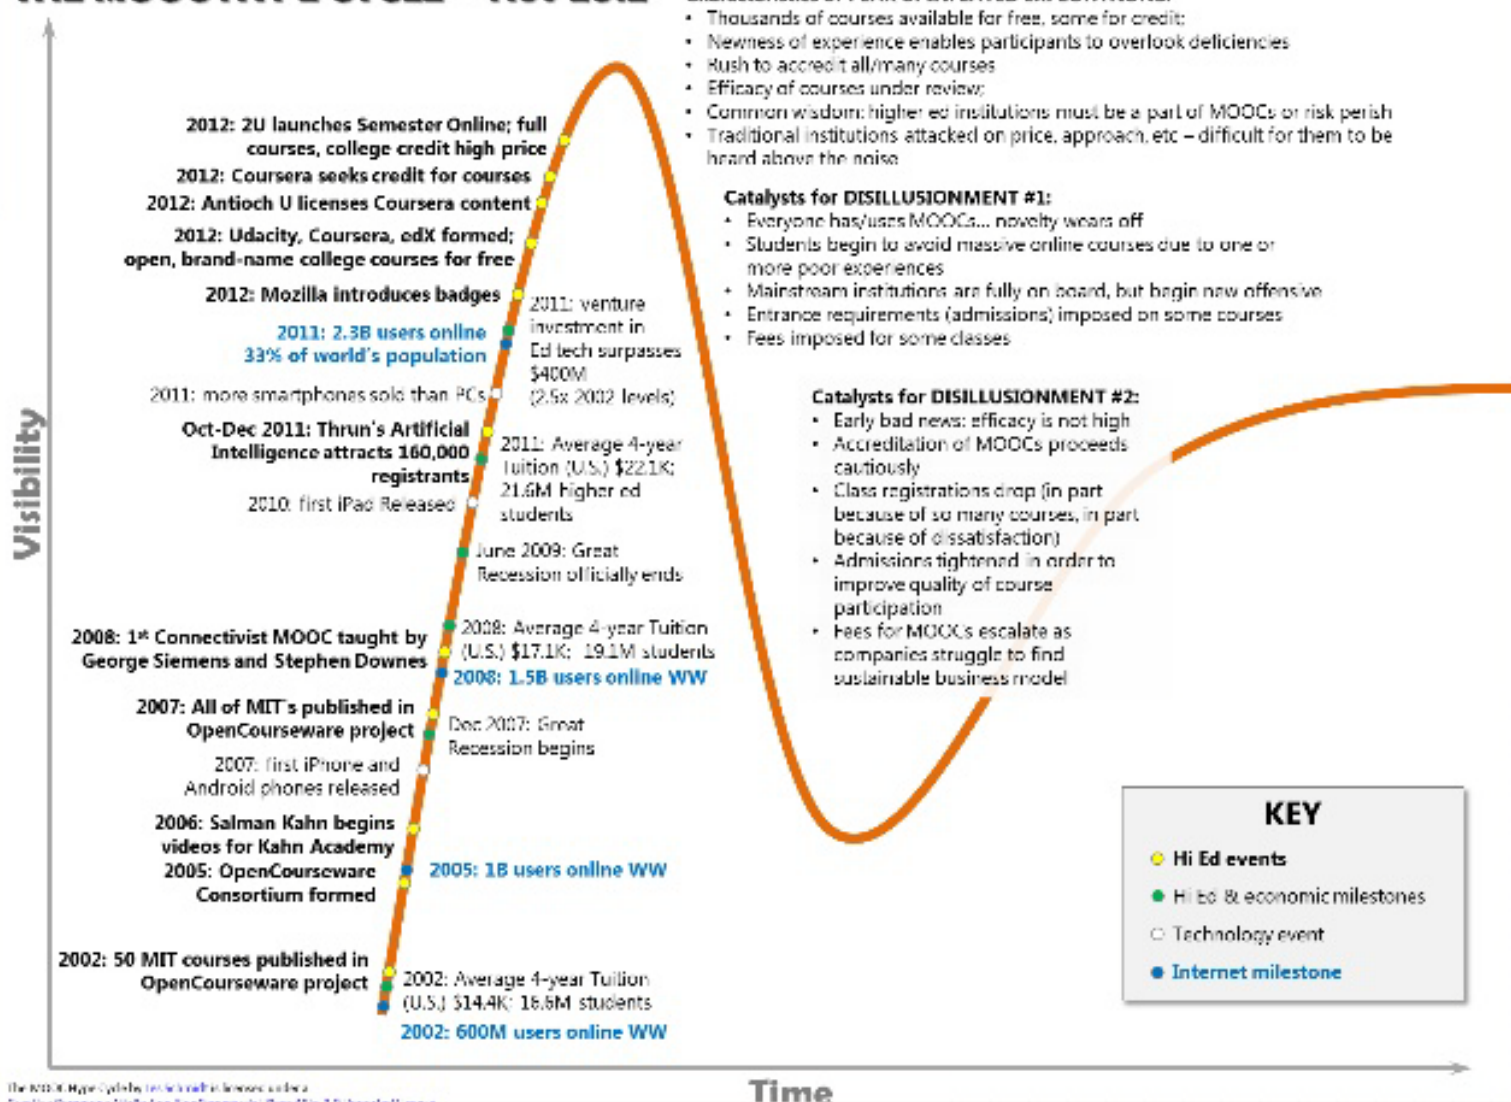 THE MOOC HYPE CYCLE – Nov 2012
• Thousands of courses available for free, some for credit;
• Newness of experience enables participants to overlook deficiencies
• Rush to accredit all/many courses
• Efficacy of courses under review;
• Common wisdom: higher ed institutions must be a part of MOOCs or risk perish
• Traditional institutions attacked on price, approach, etc – difficult for them to be
heard above the noise
Catalysts for DISILLUSIONMENT #1:
• Everyone has/uses MOOCs... novelty wears off
• Students begin to avoid massive online courses due to one or
more poor experiences
• Mainstream institutions are fully on board, but begin new offensive
• Entrance requirements (admissions) imposed on some courses
• Fees imposed for some classes
Catalysts for DISILLUSIONMENT #2:
• Early bad news: efficacy is not high
• Accreditation of MOOCs proceeds
cautiously
• Class registrations drop (in part
because of so many courses, in part
because of dissatisfaction)
• Admissions tightened in order to
improve quality of course
participation
• Fees for MOOCs escalate as
companies struggle to find
sustainable business model
2012: 2U launches Semester Online; full
courses, college credit high price
2012: Coursera seeks credit for courses
2012: Antioch U licenses Coursera content
2012: Udacity, Coursera, edX formed;
open, brand-name college courses for free
2012: Mozilla introduces badges
2011: venture
investment in
Ed tech surpasses
$400M
(2.5x 2002 levels)
2011: 2.3B users online
33% of world's population
2011: more smartphones sold than PCs
Oct-Dec 2011: Thrun's Artificial
Intelligence attracts 160,000
registrants
2011: Average 4-year
Tuition (U.S.) $22.1K;
21.6M higher ed
students
2010: first iPad Released
June 2009: Great
Recession officially ends
2008: Average 4-year Tuition
(U.S.) $17.1K; 19.1M students
2008: 1st Connectivist MOOC taught by
George Siemens and Stephen Downes
2008: 1.5B users online WW
2007: All of MIT's published in
OpenCourseware project
Dec 2007: Great
Recession begins
2007: first iPhone and
Android phones released
2006: Salman Kahn begins
videos for Kahn Academy
2005: OpenCourseware
Consortium formed
2005: 1B users online WW
2002: 50 MIT courses published in
OpenCourseware project
2002: Average 4-year Tuition
(U.S.) $14.4K; 16.6M students
2002: 600M users online WW
Visibility
Time
KEY
Hi Ed events
Hi Ed & economic milestones
Technology event
Internet milestone
The MOOC Hype Cycle by is licensed under a